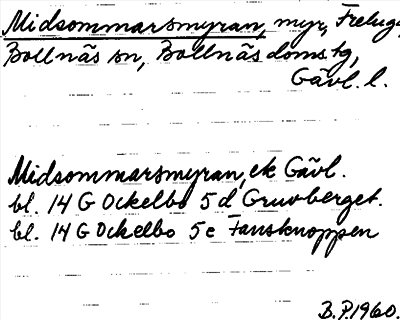 Midsommarsmyran, myr, Freluga,
Bollnäs sn, Bollnäs doms. tg,
Gävl. l.
Midsommarsmyran, ek Gävl.
bl. 14 G Ockelbo 5 d Gruvberget.
bl. 14 G Ockelbo 5 e Fansknoppen
B.P. 1960.